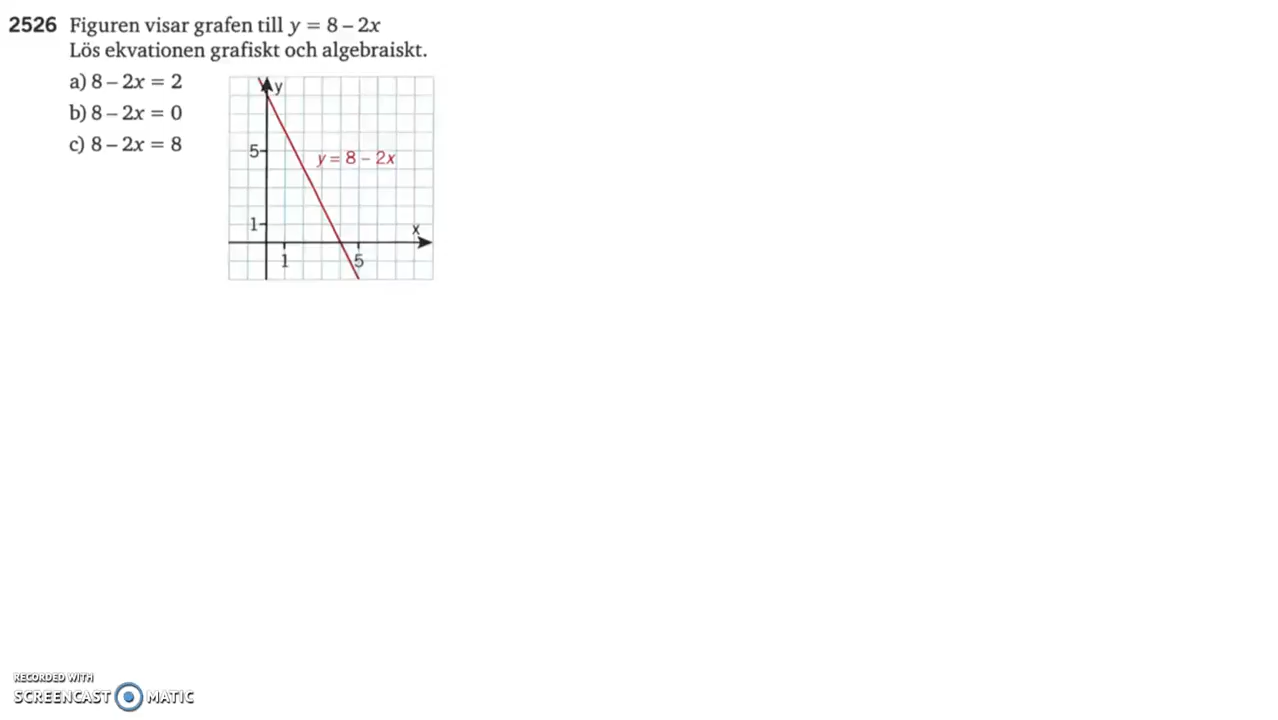 2526 Figuren visar grafen till y = 8 – 2x
Lös ekvationen grafiskt och algebraiskt.
a) 8 – 2x = 2
b) 8 – 2x = 0
c) 8 – 2x = 8
y
5
y = 8 – 2x
1
x
1
5
RECORDED WITH
SCREENCAST MATIC